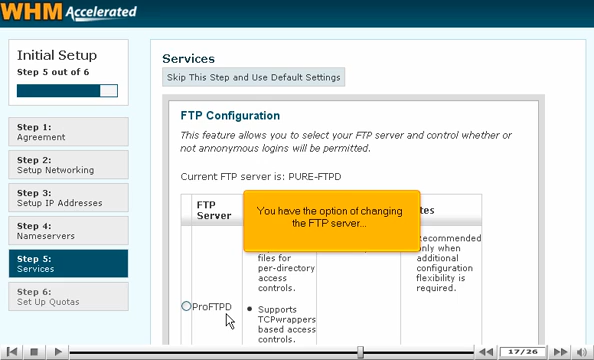 WHM Accelerated
Initial Setup
Step 5 out of 6
Step 1:
Agreement
Step 2:
Setup Networking
Step 3:
Setup IP Addresses
Step 4:
Nameservers
Step 5:
Services
Step 6:
Set Up Quotas
Services
Skip This Step and Use Default Settings
FTP Configuration
This feature allows you to select your FTP server and control whether or
not annonymous logins will be permitted.
Current FTP server is: PURE-FTPD
FTP
Server
You have the option of changing
the FTP server...
files for
per-directory
access
controls.
Recommended
only when
additional
configuration
flexibility is
required.
ProFTPD
Supports
TCPwrappers
based access
controls.
17/26